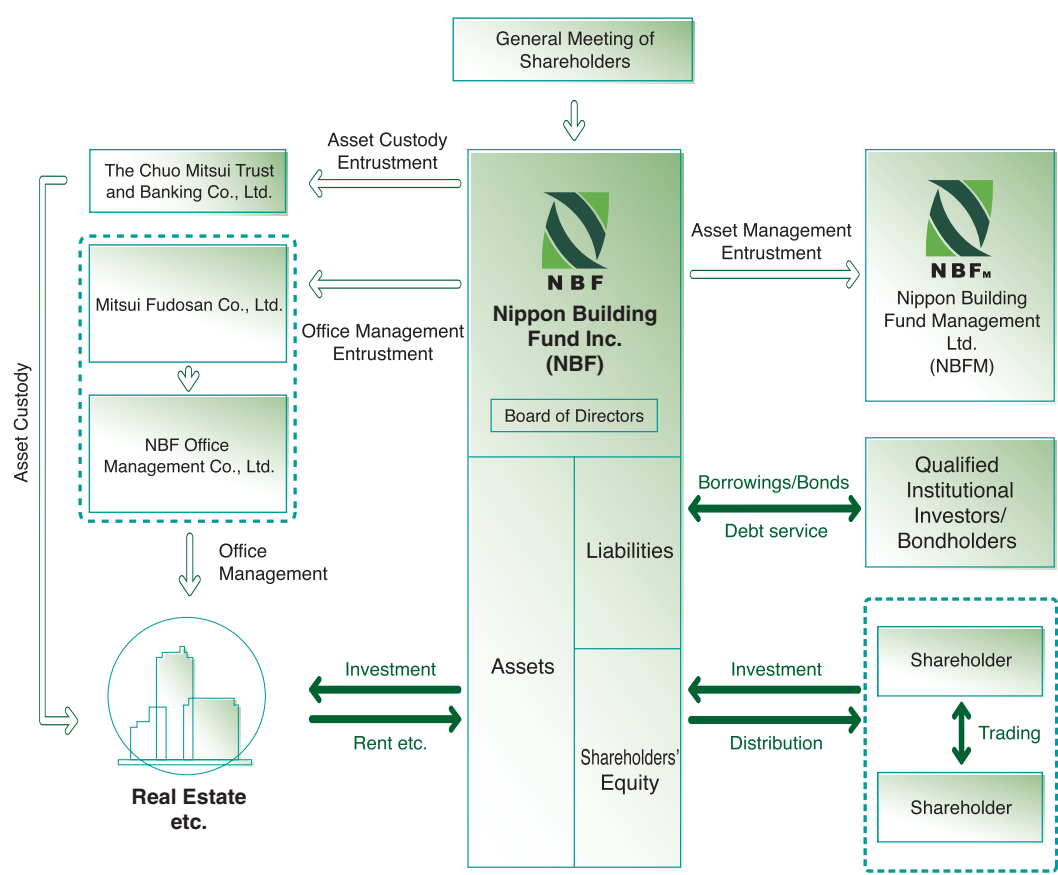 General Meeting of
Shareholders
Asset Custody
Entrustment
The Chuo Mitsui Trust
and Banking Co., Ltd.
Mitsui Fudosan Co., Ltd.
Office Management
Entrustment
NBF Office
Management Co., Ltd.
Asset Custody
Office
Management
Real Estate
etc.
NBF
Nippon Building
Fund Inc.
(NBF)
Board of Directors
Asset Management
Entrustment
NBFM
Nippon Building
Fund Management
Ltd.
(NBFM)
Assets
Liabilities
Shareholders'
Equity
Borrowings/Bonds
Debt service
Qualified
Institutional
Investors/
Bondholders
Investment
Rent etc.
Investment
Distribution
Shareholder
Trading
Shareholder